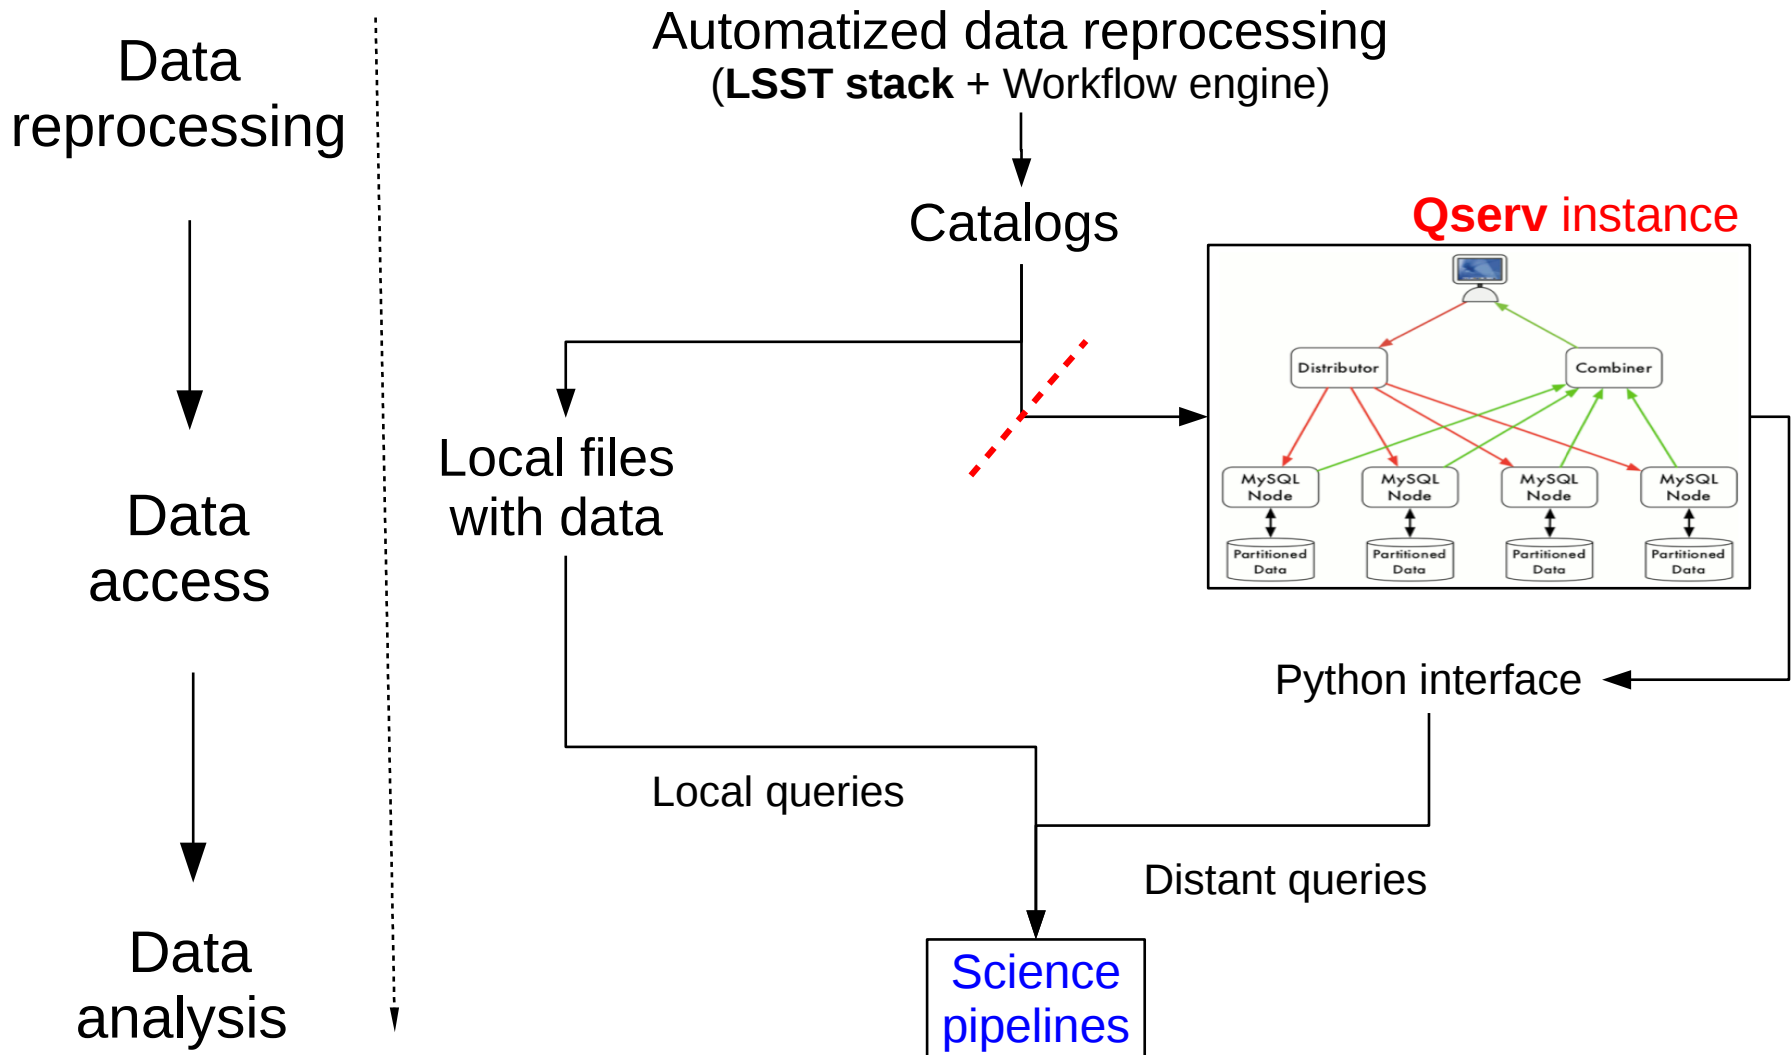 Data
reprocessing
Data
access
Data
analysis
Automatized data reprocessing
(LSST stack + Workflow engine)
Catalogs
Qserv instance
Distributor
Combiner
MySQL
Node
MySQL
Node
MySQL
Node
MySQL
Node
Partitioned
Data
Partitioned
Data
Partitioned
Data
Partitioned
Data
Local files
with data
Python interface
Local queries
Distant queries
Science
pipelines